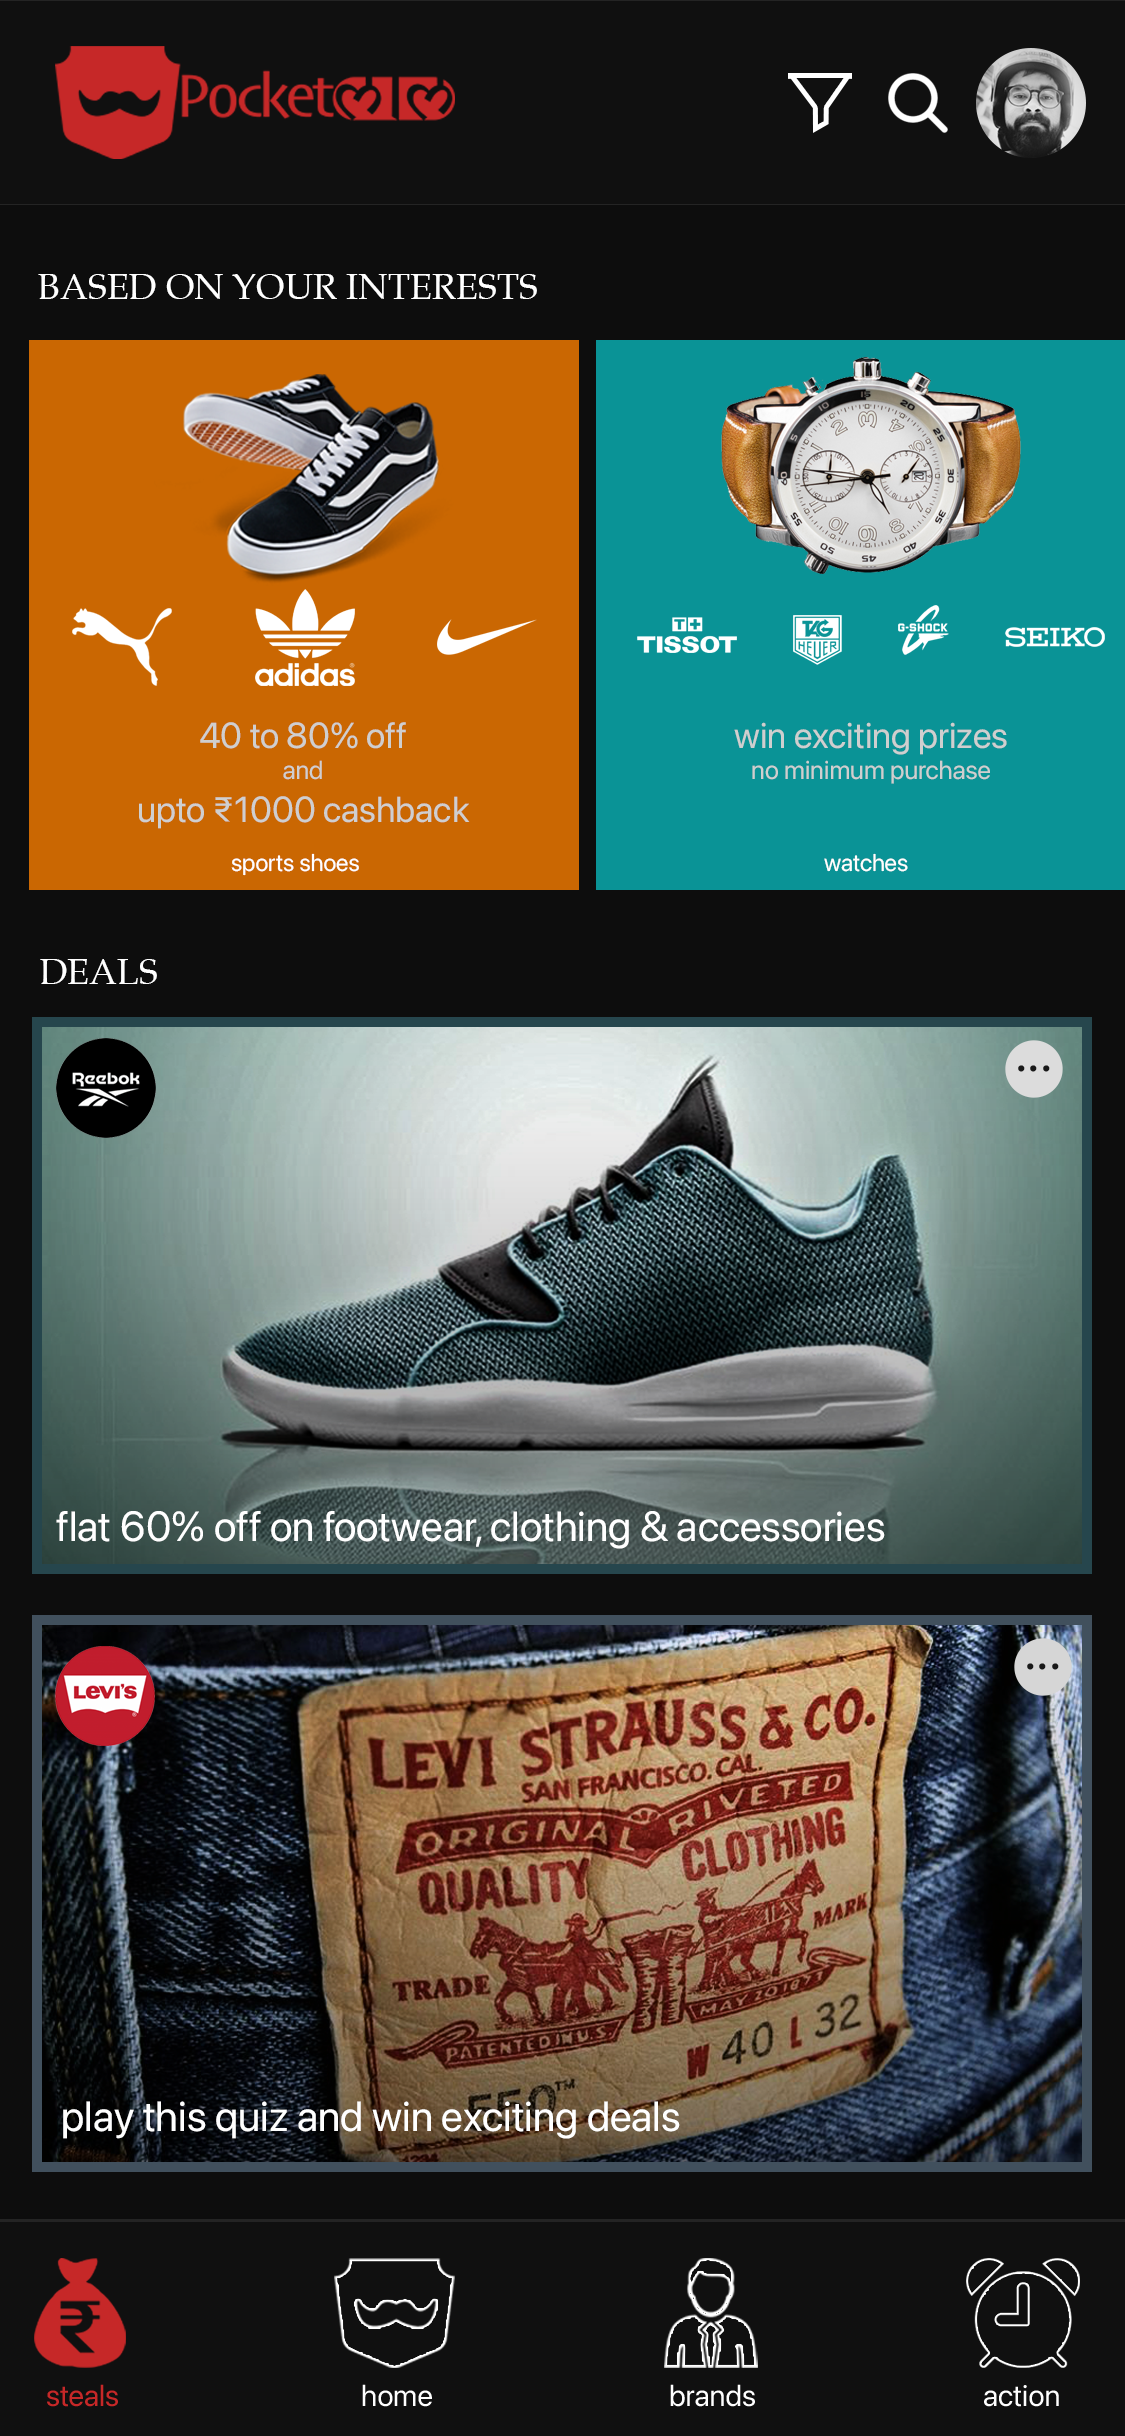 Pocket
BASED ON YOUR INTERESTS
adidas
40 to 80% off
and
upto ₹1000 cashback
sports shoes
TISSOT
TAG
HEUER
G-SHOCK
SEIKO
win exciting prizes
no minimum purchase
watches
DEALS
Reebok
flat 60% off on footwear, clothing & accessories
LEVI'S
LEVI STRAUSS & CO.
SAN FRANCISCO. CAL.
ORIGINAL RIVETED
QUALITY CLOTHING
TRADE MARK
PATENTED IN U.S. MAY 20 1873
W 40 L 32
550™
play this quiz and win exciting deals
steals
home
brands
action